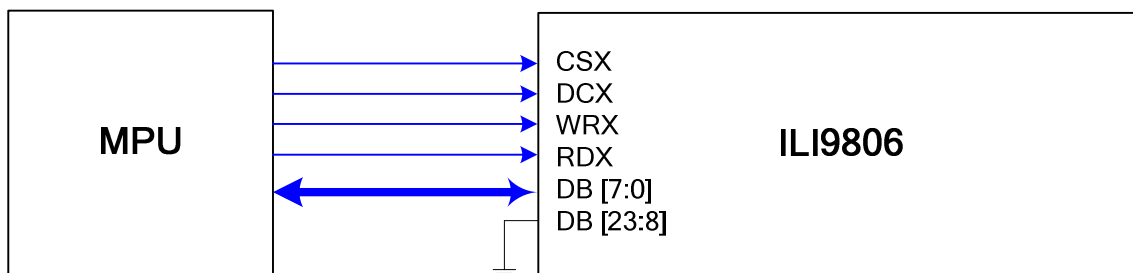 MPU
CSX
DCX
WRX
RDX
DB [7:0]
DB [23:8]
ILI9806